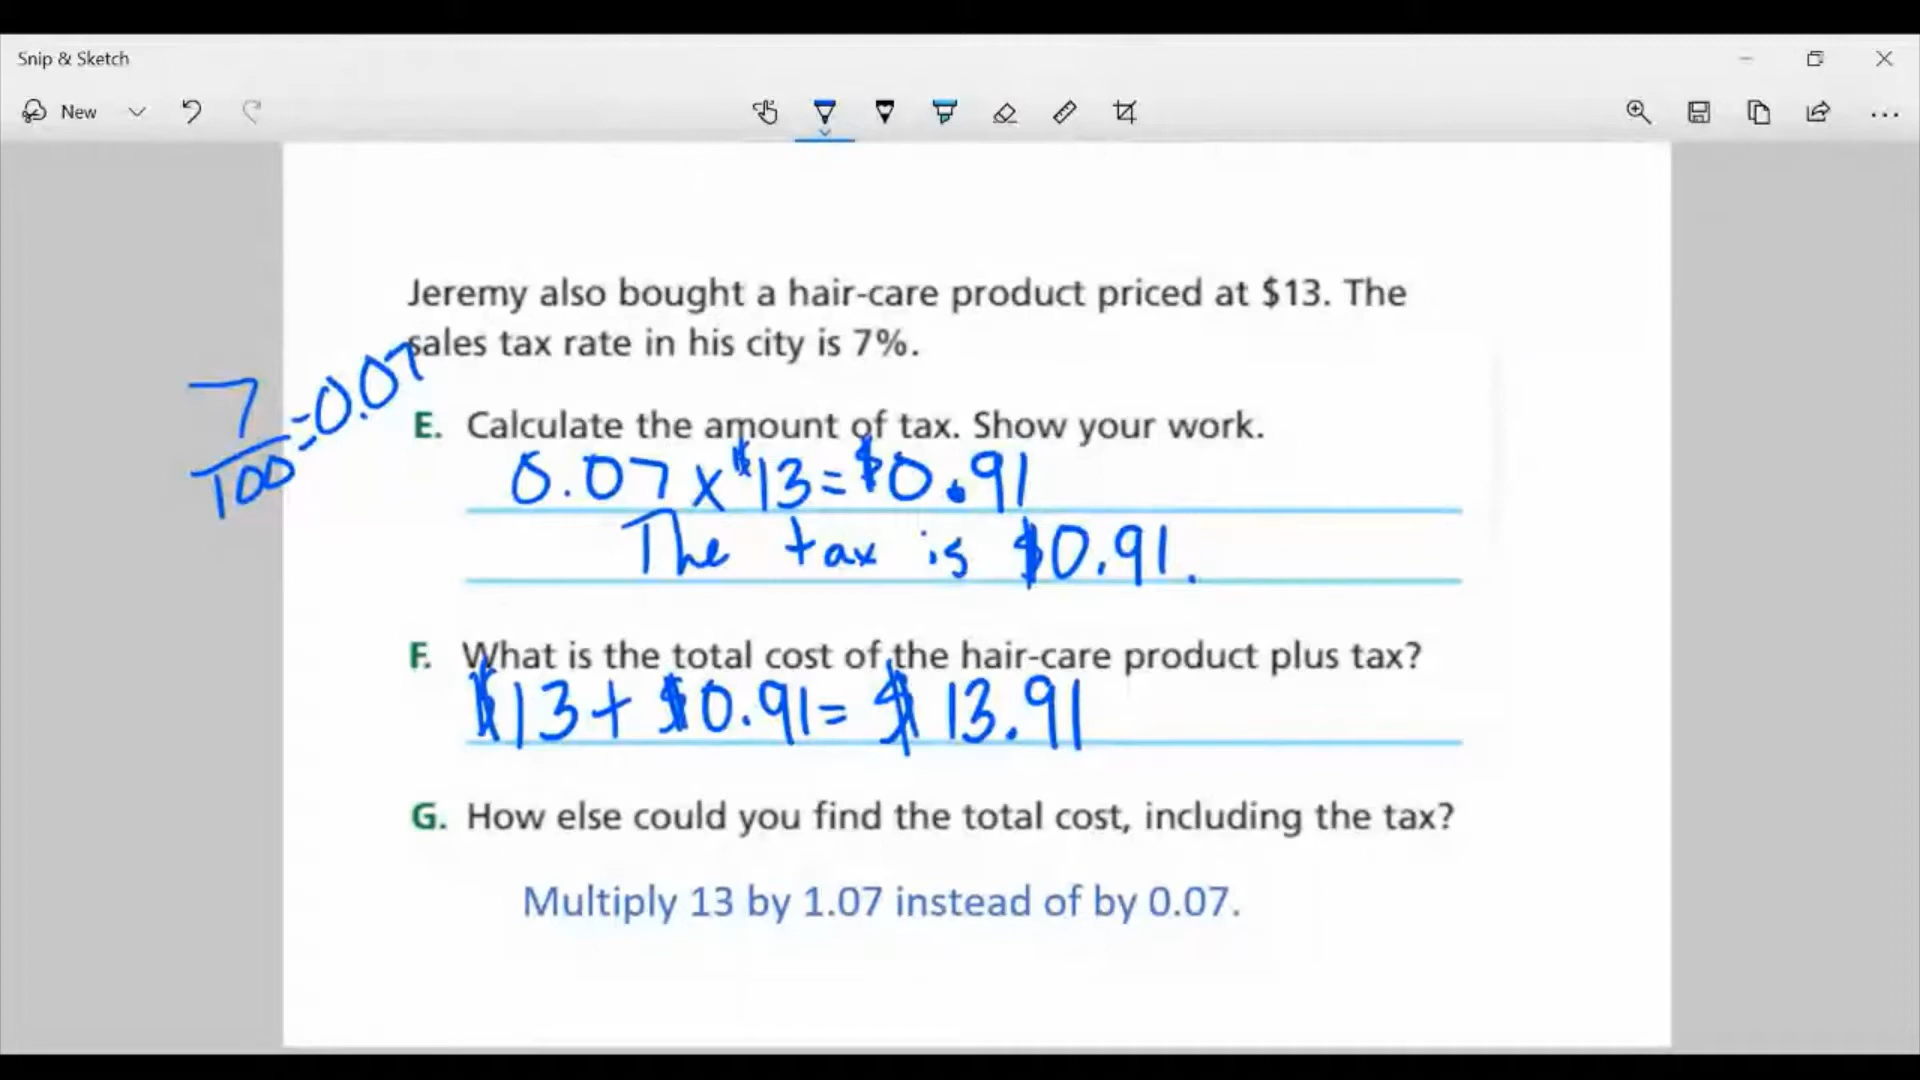 Snip & Sketch
New
Jeremy also bought a hair-care product priced at $13. The
sales tax rate in his city is 7%.
7/100 = 0.07
E. Calculate the amount of tax. Show your work.
0.07 x $13 = $0.91
The tax is $0.91.
F. What is the total cost of the hair-care product plus tax?
$13 + $0.91 = $13.91
G. How else could you find the total cost, including the tax?
Multiply 13 by 1.07 instead of by 0.07.